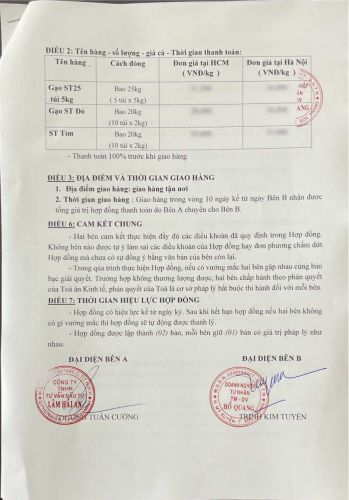 ĐIỀU 2: Tên hàng - số lượng - giá cả - Thời gian thanh toán:
Tên hàng Cách đóng Đơn giá tại HCM Đơn giá tại Hà Nội
( VNĐ/kg ) ( VNĐ/kg )
Gạo ST25 Bao 25kg
túi 5kg ( 5 túi x 5kg)
Gạo ST Đỏ Bao 20kg
(10 túi x 2kg)
ST Tím Bao 20kg
(10 túi x 2kg)
- Thanh toán 100% trước khi giao hàng
ĐIỀU 3: ĐỊA ĐIỂM VÀ THỜI GIAN GIAO HÀNG
1. Địa điểm giao hàng: giao hàng tận nơi
2. Thời gian giao hàng : Giao hàng trong vòng 10 ngày kể từ ngày Bên B nhận được
tổng giá trị hợp đồng thanh toán do Bên A chuyển cho Bên B.
ĐIỀU 6: CAM KẾT CHUNG
- Hai bên cam kết thực hiện đầy đủ các điều khoản đã quy định trong Hợp đồng.
Không bên nào được tự ý làm sai các điều khoản của Hợp đồng hay đơn phương chấm dứt
Hợp đồng mà chưa có sự đồng ý bằng văn bản của bên còn lại.
- Trong quá trình thực hiện Hợp đồng, nếu có vướng mắc hai bên gặp nhau cùng bàn
bạc giải quyết. Trường hợp không thương lượng được, hai bên chấp hành theo phán quyết
của Toà án Kinh tế, phán quyết của Toà là cơ sở pháp lý bắt buộc thi hành đối với mỗi bên.
ĐIỀU 7: THỜI GIAN HIỆU LỰC HỢP ĐỒNG
- Hợp đồng có hiệu lực kể từ ngày ký. Sau khi hết hạn hợp đồng nếu hai bên không
có gì vướng mắc thì hợp đồng sẽ tự động được thanh lý.
- Hợp đồng được lập thành (02) bản, mỗi bên giữ (01) bản có giá trị pháp lý như
nhau.
ĐẠI DIỆN BÊN A ĐẠI DIỆN BÊN B
CÔNG TY
TNHH
TƯ VẤN ĐẦU TƯ
LÂM HẢI AN
DOANH NGHIỆP
TƯ NHÂN
TM - DV
HỒ QUANG
TUẤN CƯỜNG TRỊNH KIM TUYẾN